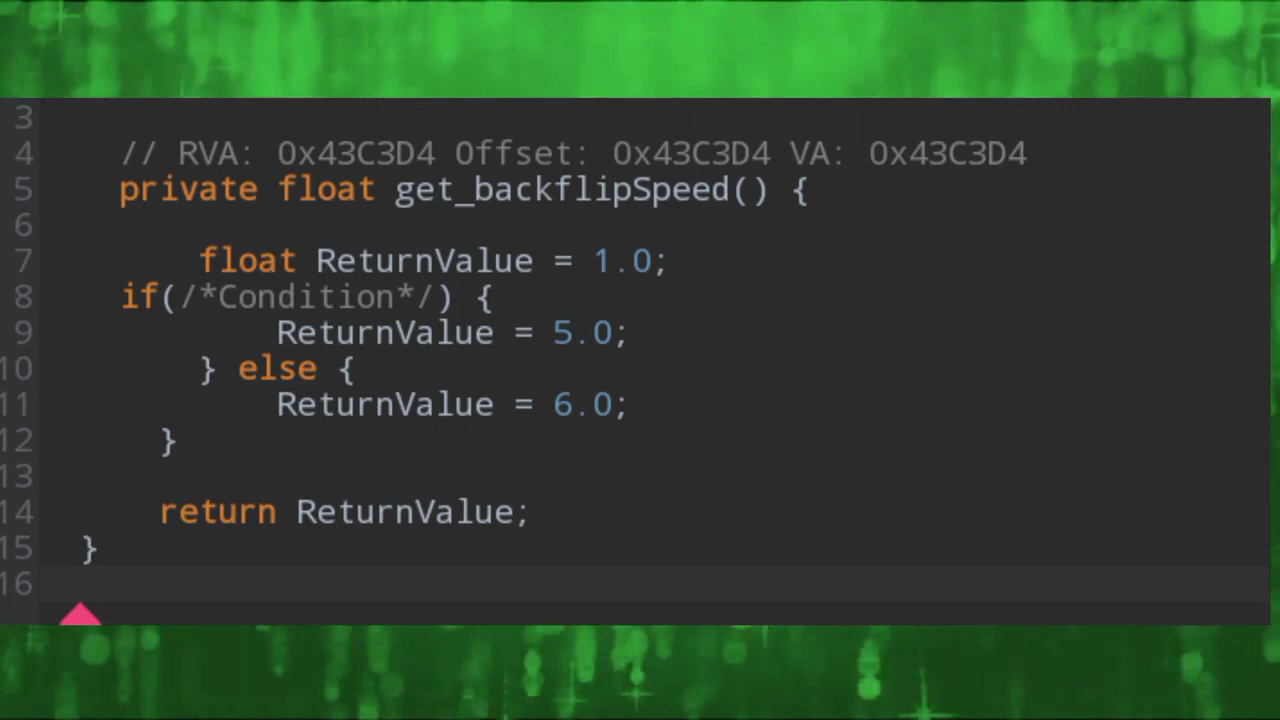 3
4 // RVA: 0x43C3D4 Offset: 0x43C3D4 VA: 0x43C3D4
5 private float get_backflipSpeed() {
6
7 float ReturnValue = 1.0;
8 if(/*Condition*/) {
9 ReturnValue = 5.0;
10 } else {
11 ReturnValue = 6.0;
12 }
13
14 return ReturnValue;
15 }
16